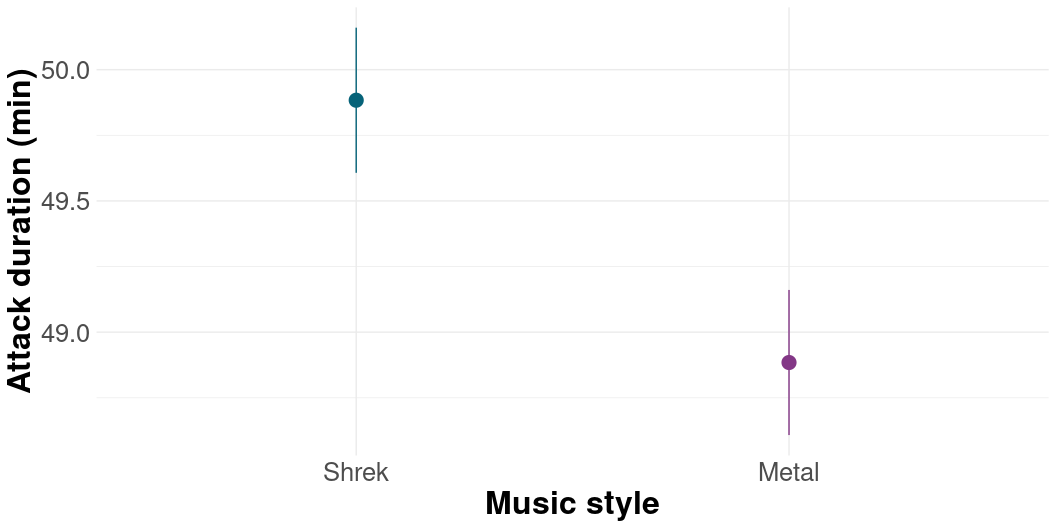 Attack duration (min)
50.0
49.5
49.0
Shrek Metal
Music style